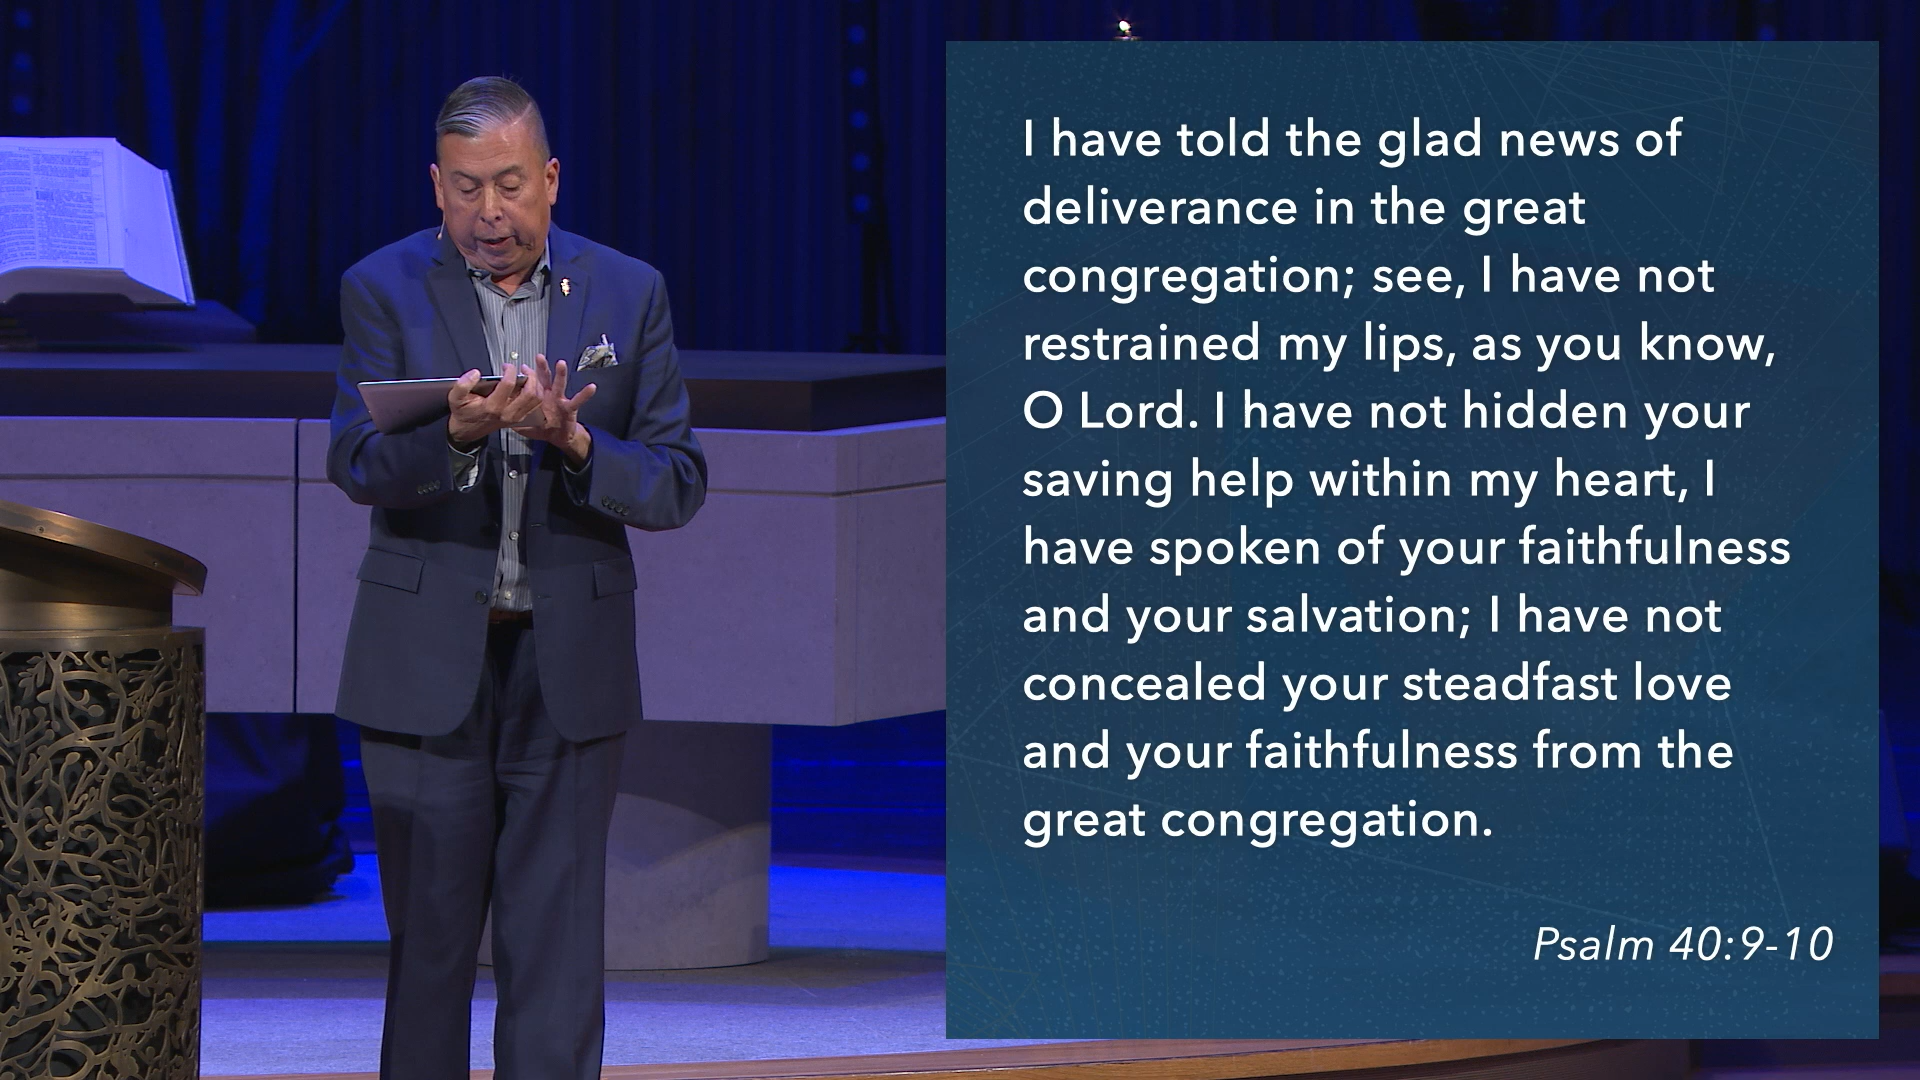 I have told the glad news of
deliverance in the great
congregation; see, I have not
restrained my lips, as you know,
O Lord. I have not hidden your
saving help within my heart, I
have spoken of your faithfulness
and your salvation; I have not
concealed your steadfast love
and your faithfulness from the
great congregation.
Psalm 40:9-10